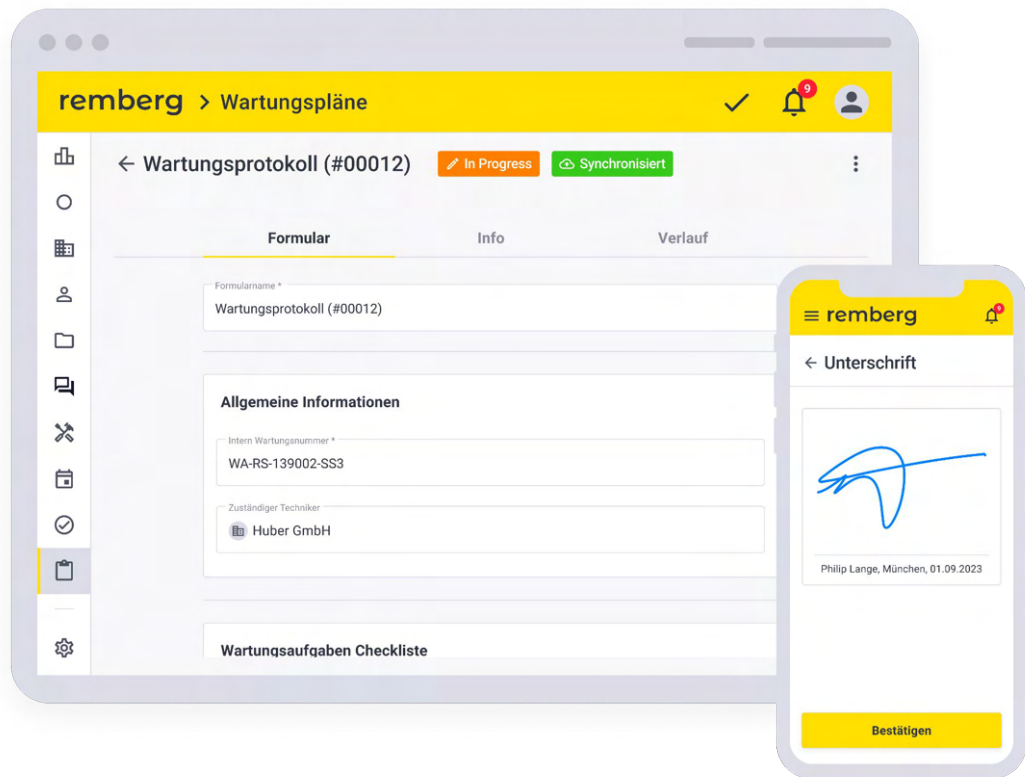 remberg > Wartungspläne
9
← Wartungsprotokoll (#00012)
In Progress
Synchronisiert
Formular
Info
Verlauf
Formularname *
Wartungsprotokoll (#00012)
Allgemeine Informationen
Intern Wartungsnummer *
WA-RS-139002-SS3
Zuständiger Techniker
Huber GmbH
Wartungsaufgaben Checkliste
remberg
9
← Unterschrift
Philip Lange, München, 01.09.2023
Bestätigen